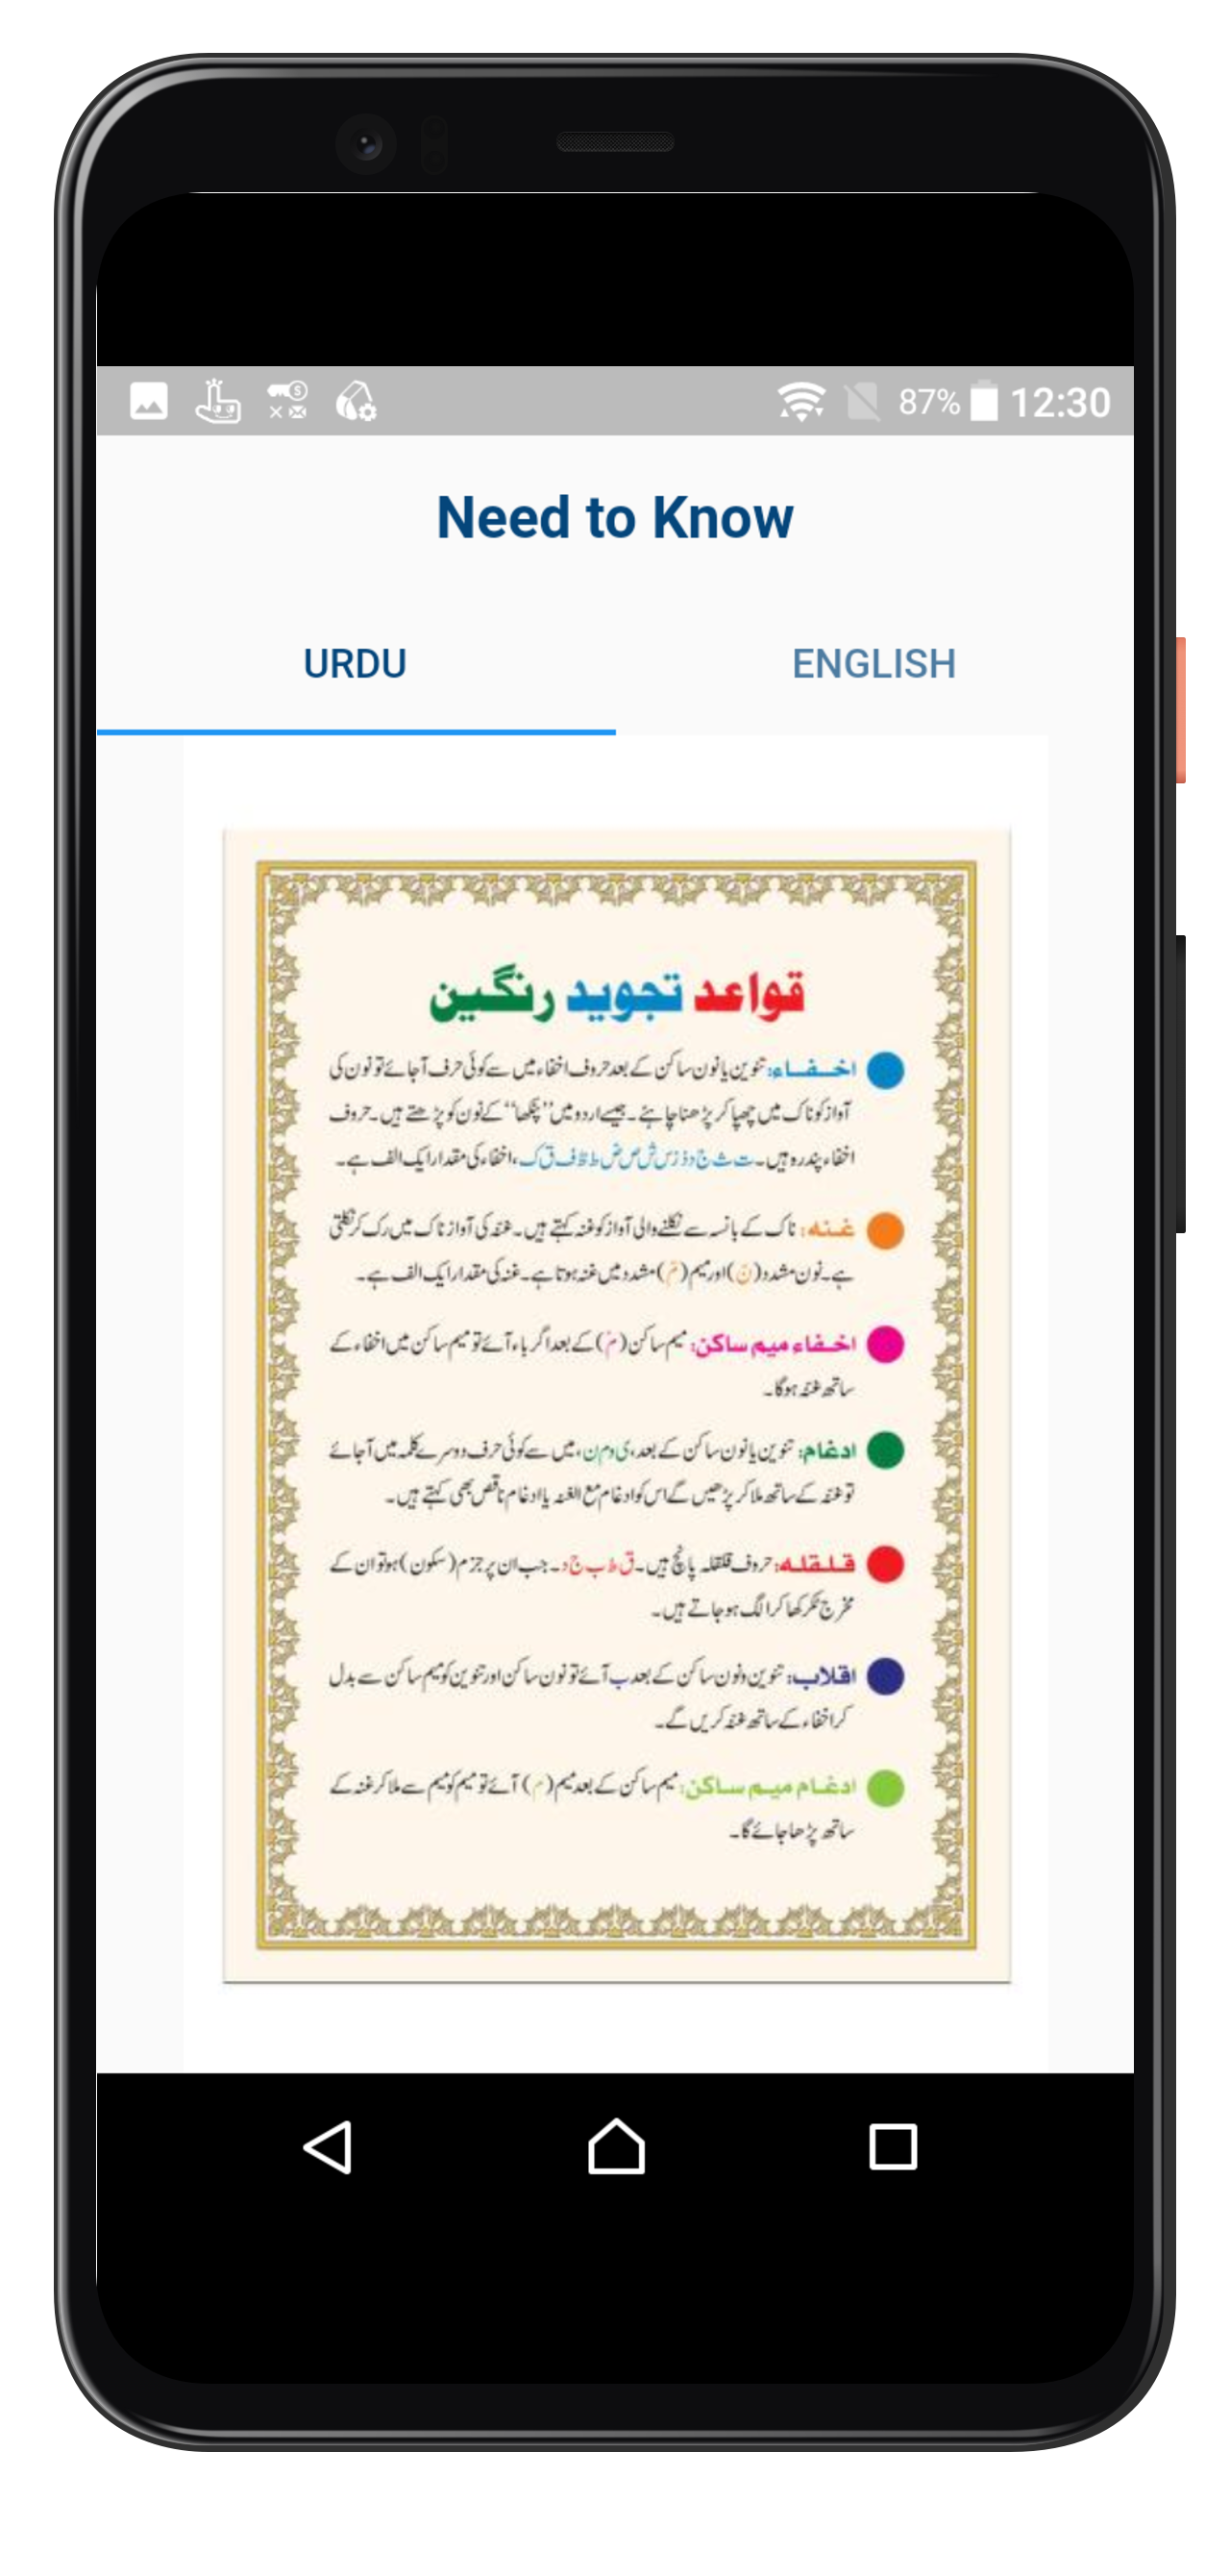 87% 12:30
Need to Know
URDU ENGLISH
قواعد تجوید رنگین
اخفاء: تنوین یا نون ساکن کے بعد حروف اخفاء میں سے کوئی حرف آجائے تو نون کی
آواز کو ناک میں چھپا کر پڑھنا چاہئے۔ جیسے اردو میں ”پنکھا“ کے نون کو پڑھتے ہیں۔ حروف
اخفاء پندرہ ہیں۔ ت ث ج د ذ ز س ش ص ض ط ظ ف ق ک، اخفاء کی مقدار ایک الف ہے۔
غنہ: ناک کے بانسہ سے نکلنے والی آواز کو غنہ کہتے ہیں۔ غنہ کی آواز ناک میں رک کر نکلتی
ہے۔ نون مشدد (نّ) اور میم (مّ) مشدد میں غنہ ہوتا ہے۔ غنہ کی مقدار ایک الف ہے۔
اخفاء میم ساکن: میم ساکن (مْ) کے بعد اگر باء آئے تو میم ساکن میں اخفاء کے
ساتھ غنہ ہوگا۔
ادغام: تنوین یا نون ساکن کے بعد، ی و م ن، میں سے کوئی حرف دوسرے کلمہ میں آجائے
تو غنہ کے ساتھ ملا کر پڑھیں گے اس کو ادغام مع الغنہ یا ادغام ناقص بھی کہتے ہیں۔
قلقلہ: حروف قلقلہ پانچ ہیں۔ ق ط ب ج د۔ جب ان پر جزم (سکون) ہو تو ان کے
مخرج ٹکر کھا کر الگ ہو جاتے ہیں۔
اقلاب: تنوین و نون ساکن کے بعد ب آئے تو نون ساکن اور تنوین کو میم ساکن سے بدل
کر اخفاء کے ساتھ غنہ کریں گے۔
ادغام میم ساکن: میم ساکن کے بعد میم (م) آئے تو میم کو میم سے ملا کر غنہ کے
ساتھ پڑھا جائے گا۔